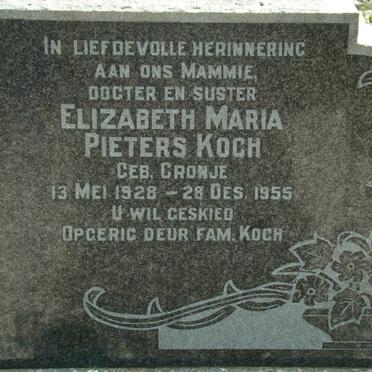 IN LIEFDEVOLLE HERINNERING
AAN ONS MAMMIE,
DOGTER EN SUSTER
ELIZABETH MARIA
PIETERS KOCH
GEB. CRONJE
13 MEI 1928 – 28 DES. 1955
U WIL GESKIED
OPGERIG DEUR FAM. KOCH